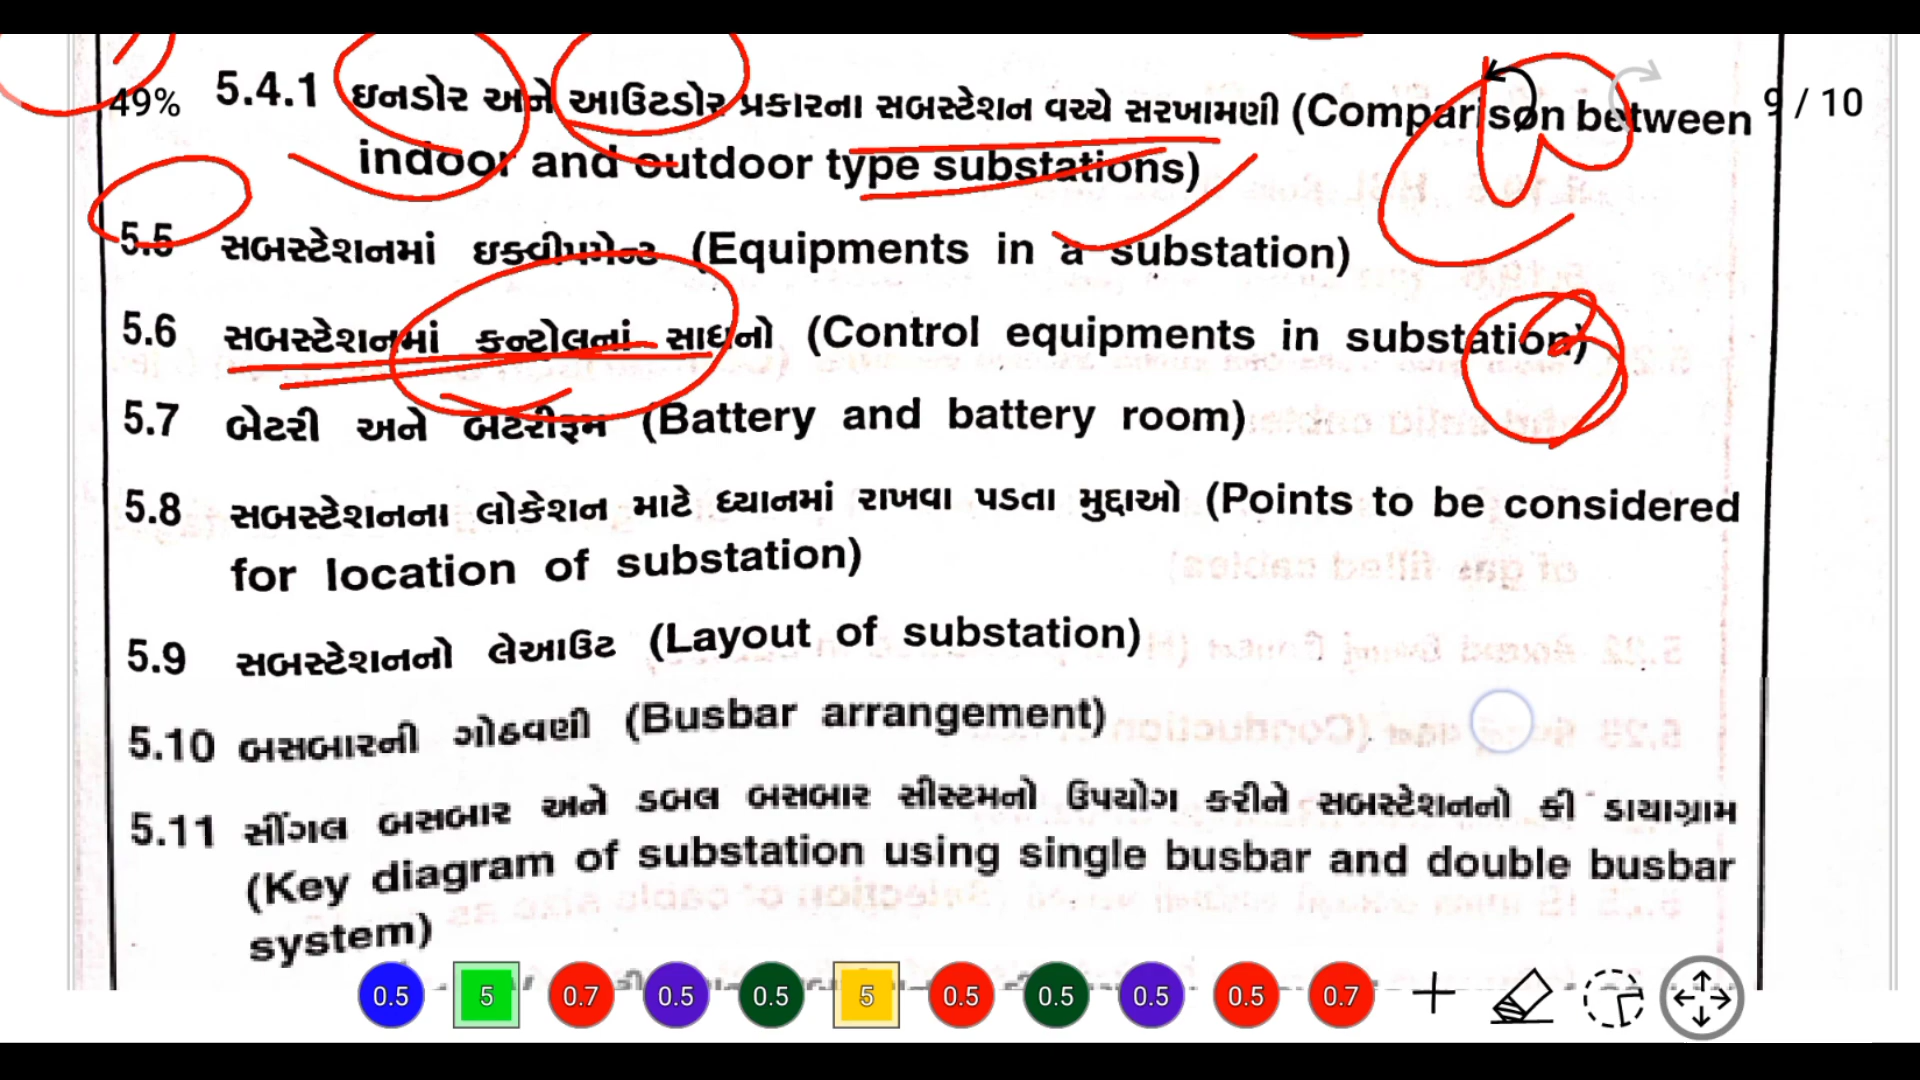 49%
9 / 10
5.4.1 ઇનડોર અને આઉટડોર પ્રકારના સબસ્ટેશન વચ્ચે સરખામણી (Comparison between
indoor and outdoor type substations)
5.5 સબસ્ટેશનમાં ઇક્વીપમેન્ટ (Equipments in a substation)
5.6 સબસ્ટેશનમાં કન્ટ્રોલનાં સાધનો (Control equipments in substation)
5.7 બેટરી અને બેટરીરૂમ (Battery and battery room)
5.8 સબસ્ટેશનના લોકેશન માટે ધ્યાનમાં રાખવા પડતા મુદ્દાઓ (Points to be considered
for location of substation)
5.9 સબસ્ટેશનનો લેઆઉટ (Layout of substation)
5.10 બસબારની ગોઠવણી (Busbar arrangement)
5.11 સીંગલ બસબાર અને ડબલ બસબાર સીસ્ટમનો ઉપયોગ કરીને સબસ્ટેશનનો કી ડાયાગ્રામ
(Key diagram of substation using single busbar and double busbar
system)
0.5 5 0.7 0.5 0.5 5 0.5 0.5 0.5 0.5 0.7